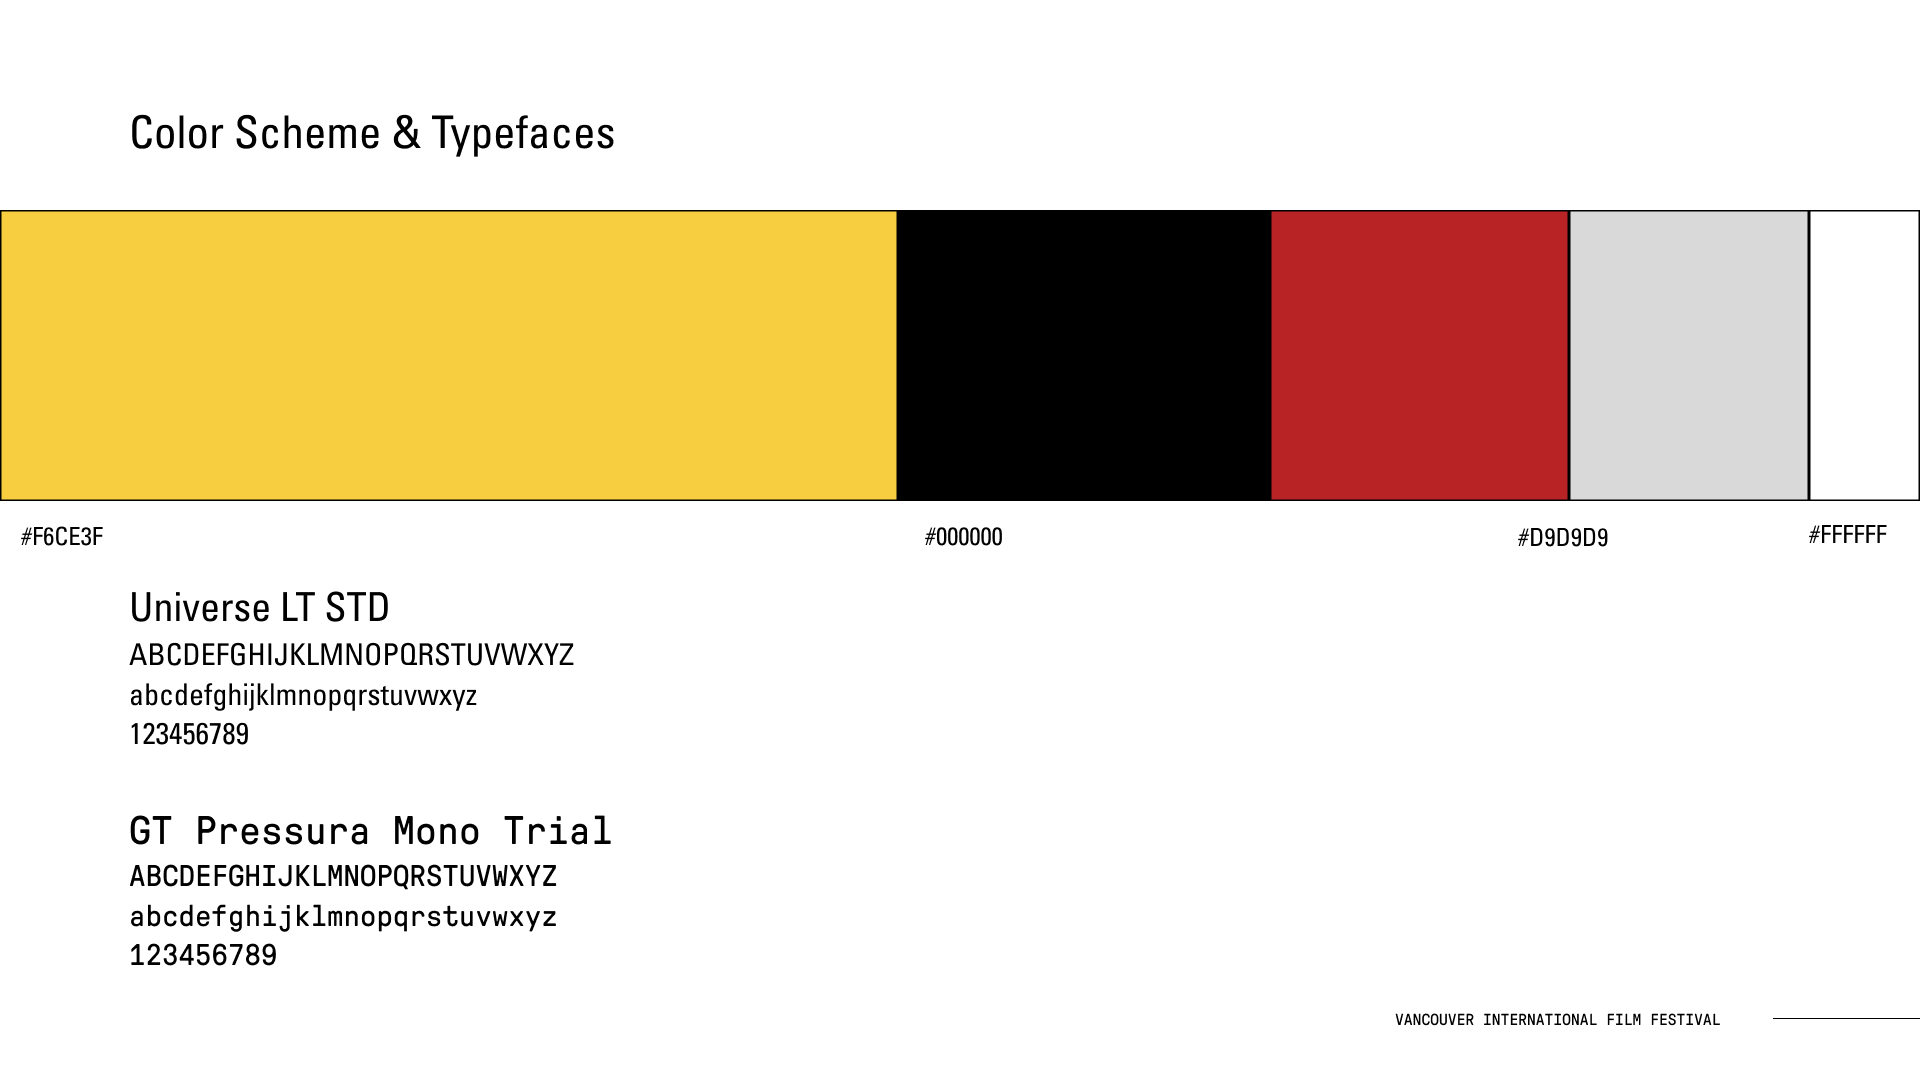 Color Scheme & Typefaces
#F6CE3F
#000000
#D9D9D9
#FFFFFF
Universe LT STD
ABCDEFGHIJKLMNOPQRSTUVWXYZ
abcdefghijklmnopqrstuvwxyz
123456789
GT Pressura Mono Trial
ABCDEFGHIJKLMNOPQRSTUVWXYZ
abcdefghijklmnopqrstuvwxyz
123456789
VANCOUVER INTERNATIONAL FILM FESTIVAL